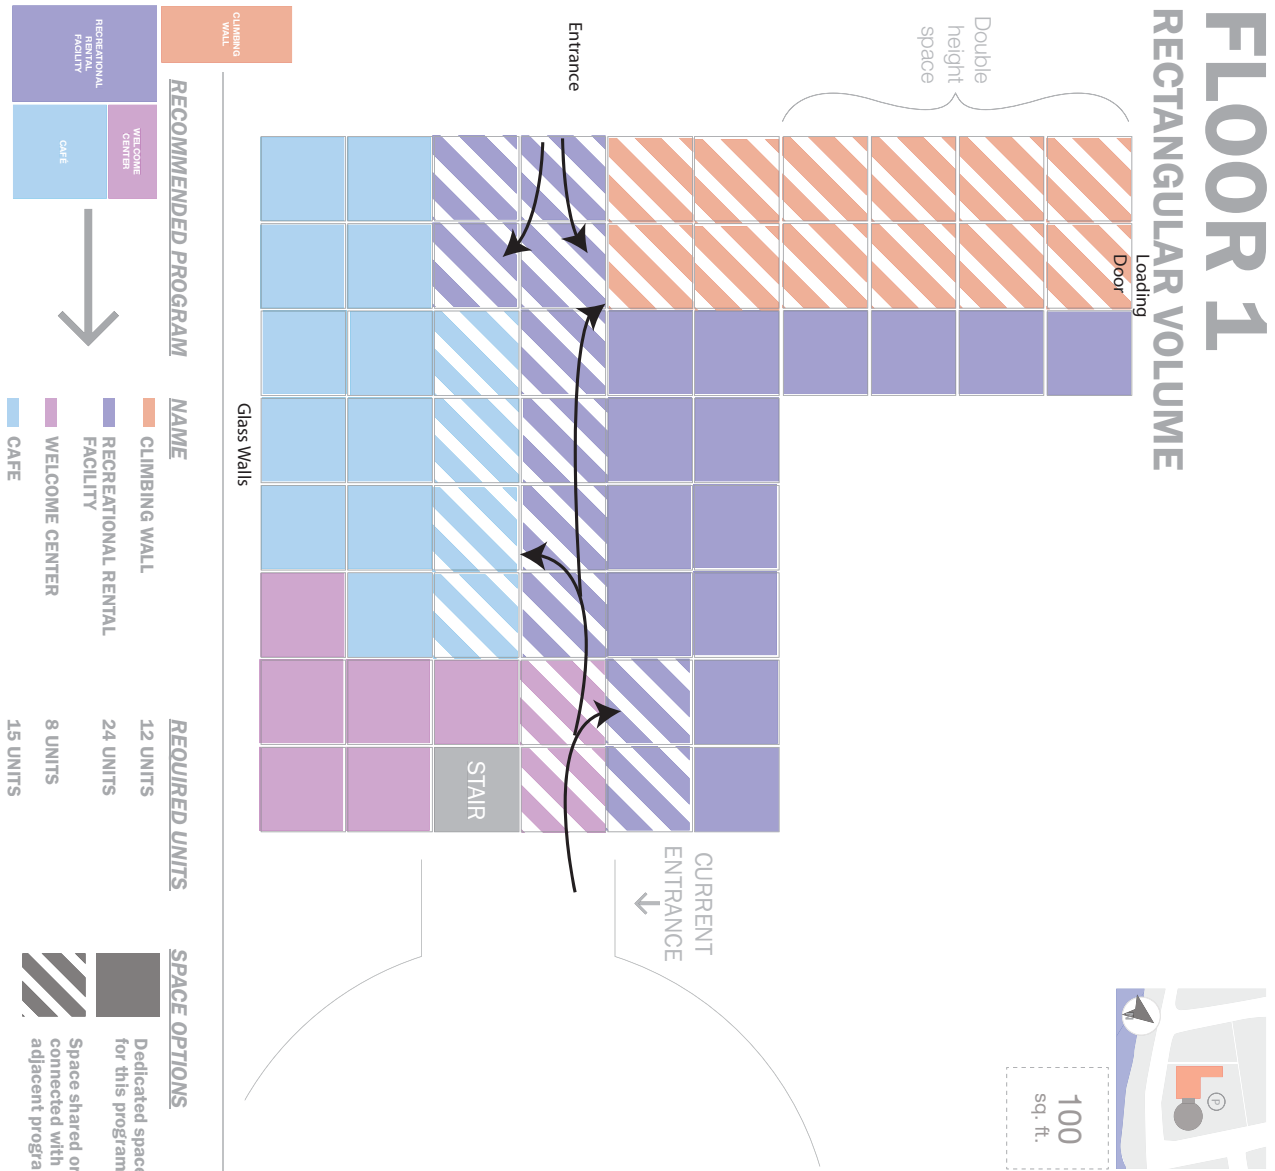 FLOOR 1
RECTANGULAR VOLUME
Double
height
space
Entrance
Loading
Door
Glass Walls
STAIR
CURRENT
ENTRANCE
N
P
100
sq. ft.
CLIMBING
WALL
RECREATIONAL
RENTAL
FACILITY
WELCOME
CENTER
CAFÉ
RECOMMENDED PROGRAM
NAME
CLIMBING WALL
RECREATIONAL RENTAL
FACILITY
WELCOME CENTER
CAFE
REQUIRED UNITS
12 UNITS
24 UNITS
8 UNITS
15 UNITS
SPACE OPTIONS
Dedicated space
for this program
Space shared or
connected with
adjacent progra